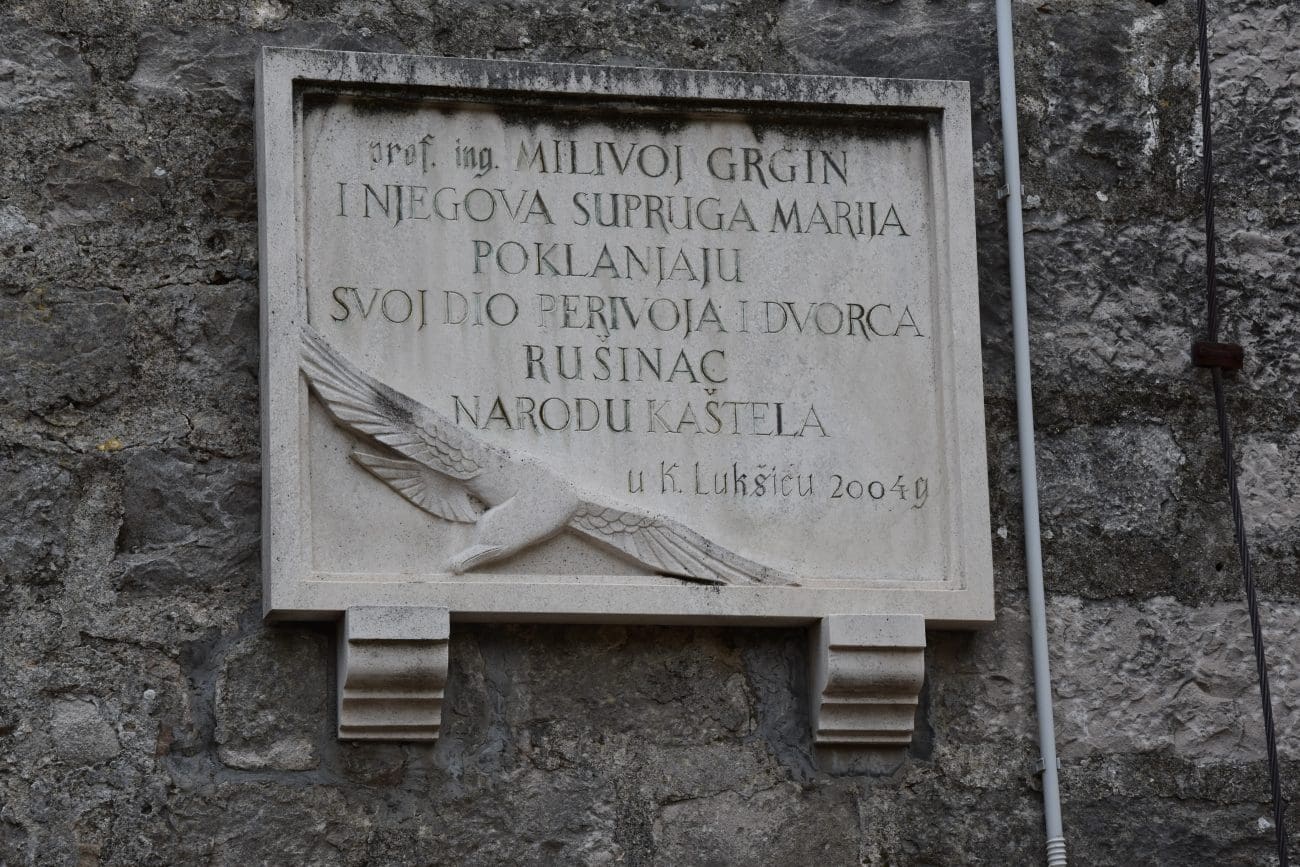 prof. ing. MILIVOJ GRGIN
I NJEGOVA SUPRUGA MARIJA
POKLANJAJU
SVOJ DIO PERIVOJA I DVORCA
RUŠINAC
NARODU KAŠTELA
u K. Lukšiću 2004g